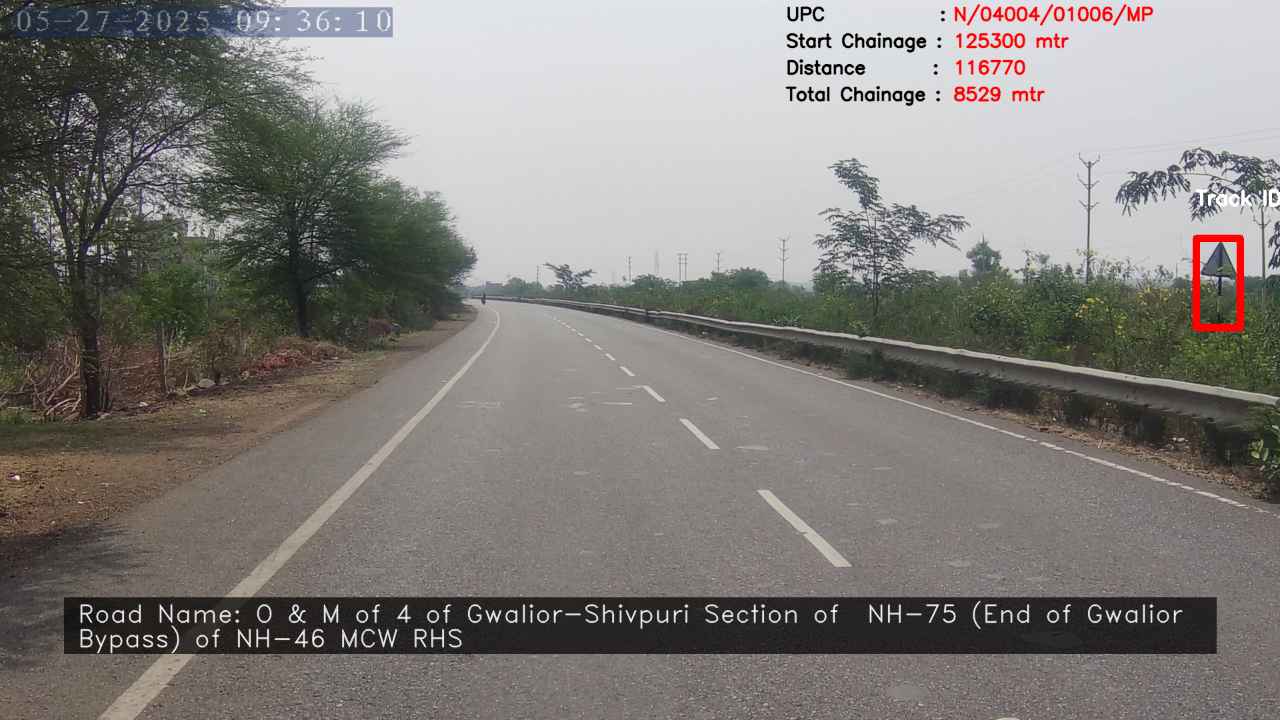 05-27-2025 09:36:10
UPC : N/04004/01006/MP
Start Chainage : 125300 mtr
Distance : 116770
Total Chainage : 8529 mtr
Track ID
Road Name: O & M of 4 of Gwalior-Shivpuri Section of NH-75 (End of Gwalior
Bypass) of NH-46 MCW RHS